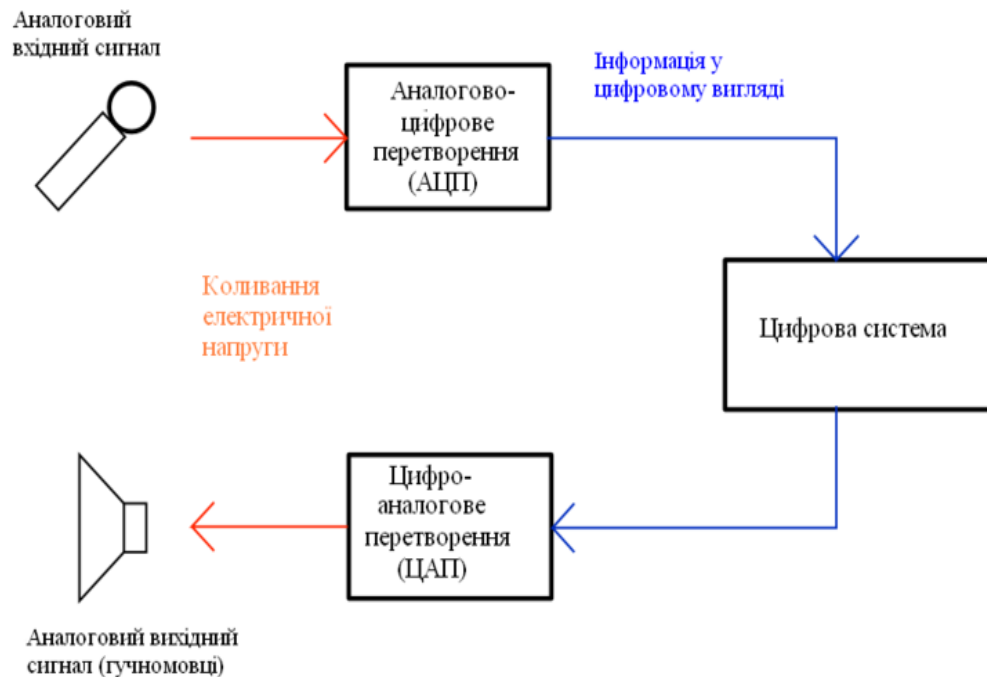 Аналоговий
вхідний сигнал
Аналогово-
цифрове
перетворення
(АЦП)
Інформація у
цифровому вигляді
Коливання
електричної
напруги
Цифрова система
Цифро-
аналогове
перетворення
(ЦАП)
Аналоговий вихідний
сигнал (гучномовці)